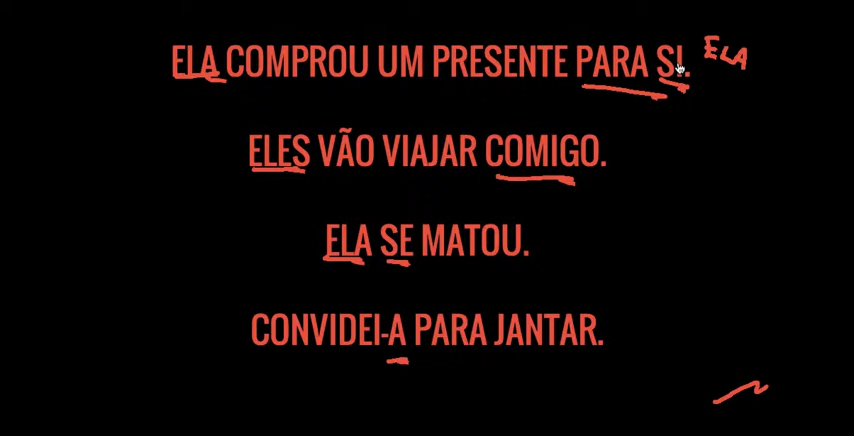 ELA COMPROU UM PRESENTE PARA SI. ELA
ELES VÃO VIAJAR COMIGO.
ELA SE MATOU.
CONVIDEI-A PARA JANTAR.